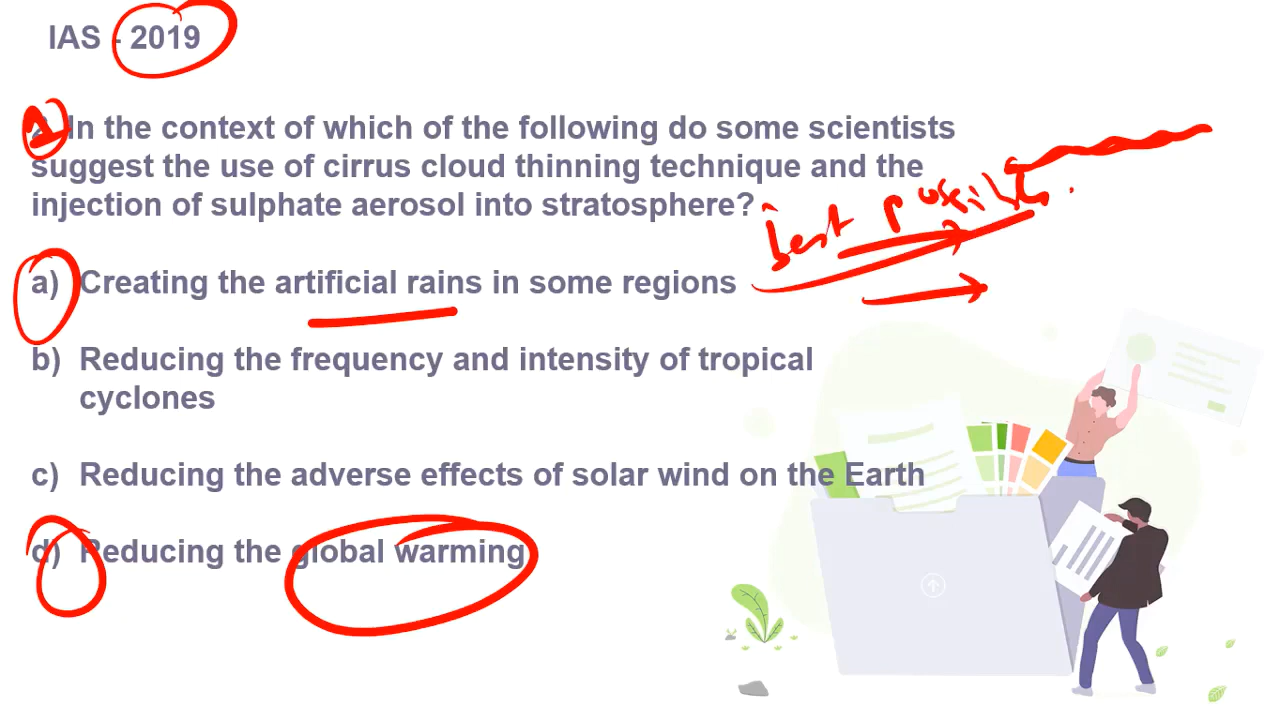 IAS - 2019
2. In the context of which of the following do some scientists
suggest the use of cirrus cloud thinning technique and the
injection of sulphate aerosol into stratosphere?
best
a) Creating the artificial rains in some regions
b) Reducing the frequency and intensity of tropical
cyclones
c) Reducing the adverse effects of solar wind on the Earth
d) Reducing the global warming